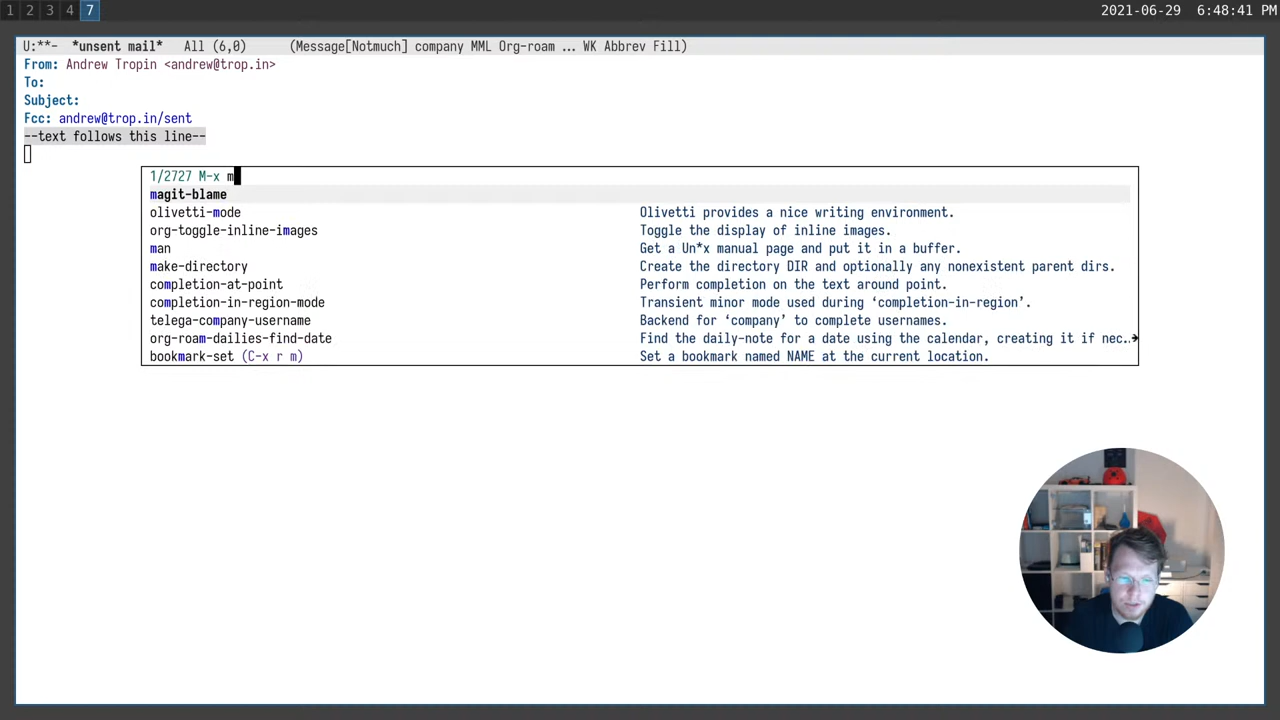 1 2 3 4 7
2021-06-29 6:48:41 PM
U:**- *unsent mail* All (6,0) (Message[Notmuch] company MML Org-roam ... WK Abbrev Fill)
From: Andrew Tropin <andrew@trop.in>
To:
Subject:
Fcc: andrew@trop.in/sent
--text follows this line--
1/2727 M-x m
magit-blame
olivetti-mode Olivetti provides a nice writing environment.
org-toggle-inline-images Toggle the display of inline images.
man Get a Un*x manual page and put it in a buffer.
make-directory Create the directory DIR and optionally any nonexistent parent dirs.
completion-at-point Perform completion on the text around point.
completion-in-region-mode Transient minor mode used during ‘completion-in-region’.
telega-company-username Backend for ‘company’ to complete usernames.
org-roam-dailies-find-date Find the daily-note for a date using the calendar, creating it if nec..→
bookmark-set (C-x r m) Set a bookmark named NAME at the current location.